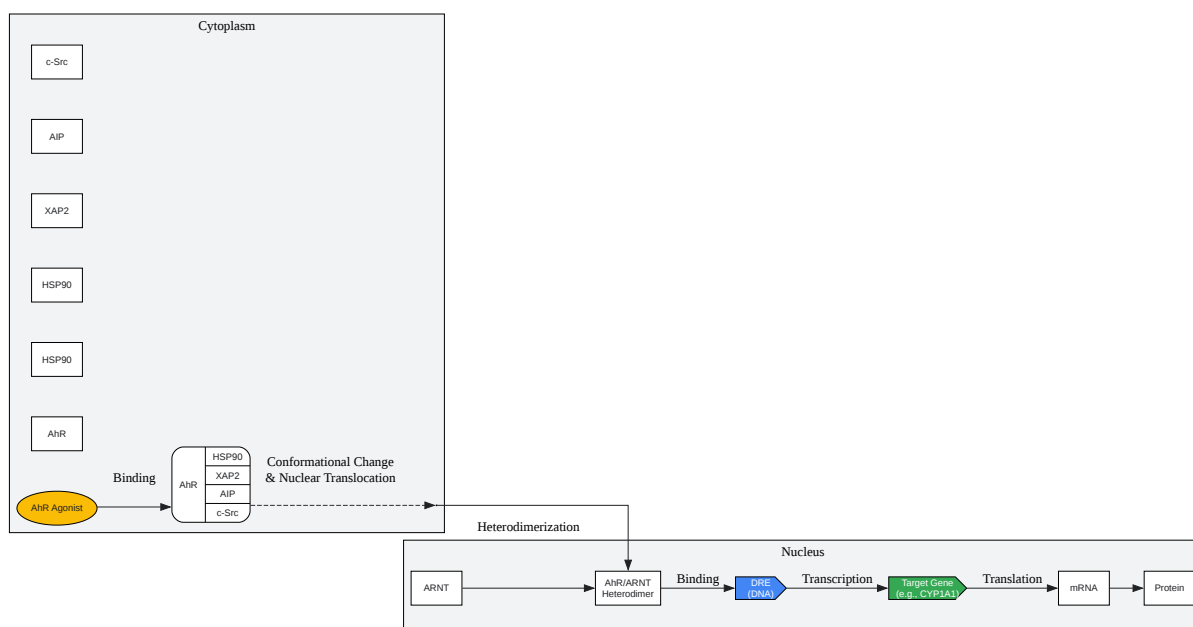 Cytoplasm
c-Src
AIP
XAP2
HSP90
HSP90
AhR
AhR Agonist
Binding
AhR
HSP90
XAP2
AIP
c-Src
Conformational Change
& Nuclear Translocation
Heterodimerization
Nucleus
ARNT
AhR/ARNT
Heterodimer
Binding
DRE
(DNA)
Transcription
Target Gene
(e.g., CYP1A1)
Translation
mRNA
Protein